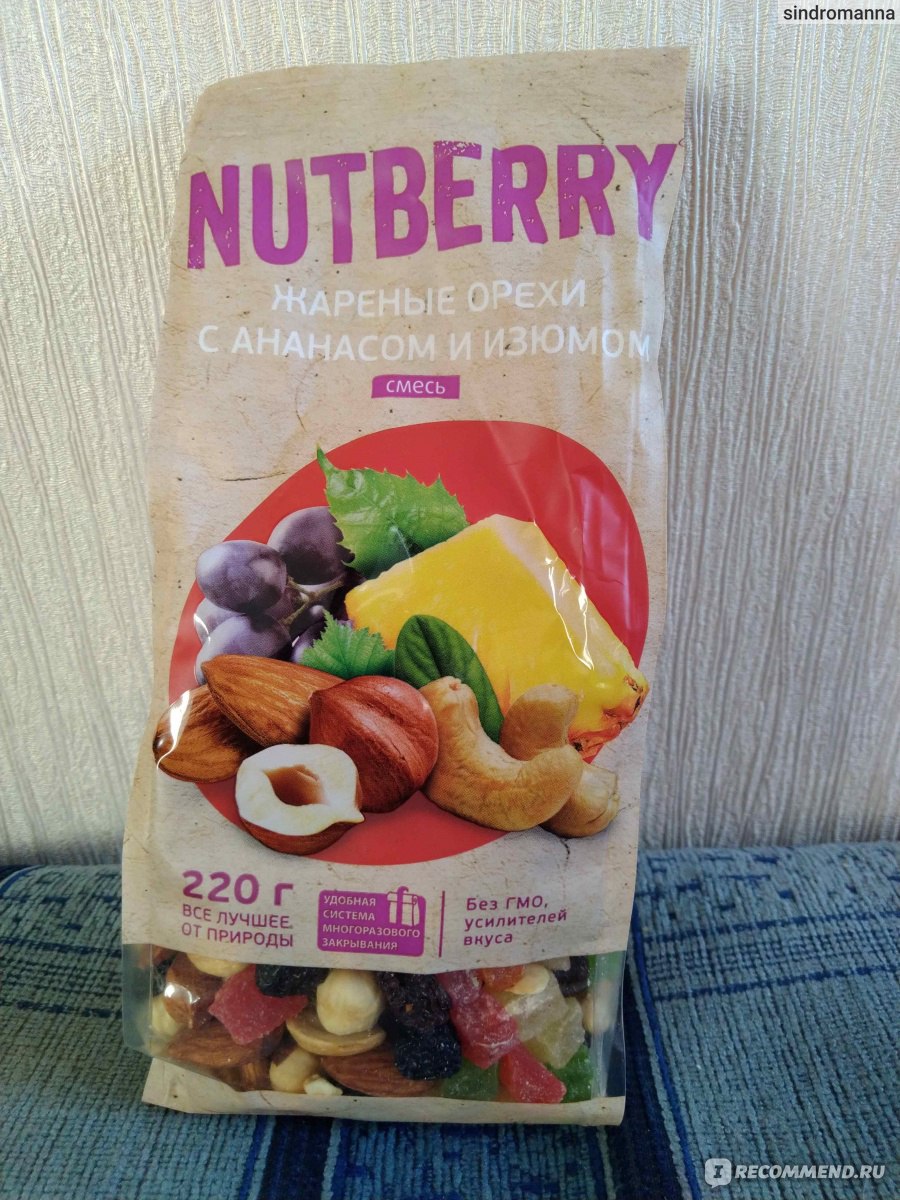 sindromanna
NUTBERRY
ЖАРЕНЫЕ ОРЕХИ
С АНАНАСОМ И ИЗЮМОМ
смесь
220 г
ВСЕ ЛУЧШЕЕ
ОТ ПРИРОДЫ
УДОБНАЯ
СИСТЕМА
МНОГОРАЗОВОГО
ЗАКРЫВАНИЯ
Без ГМО,
усилителей
вкуса
IRECOMMEND.RU